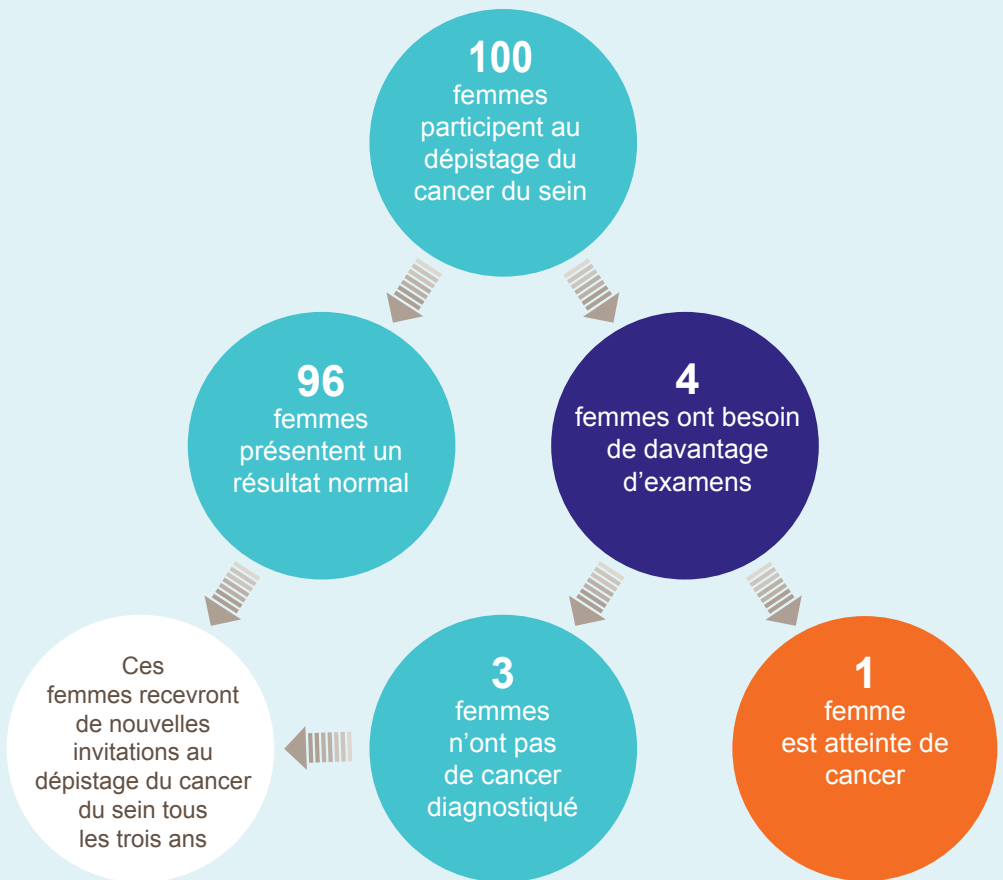 100
femmes
participent au
dépistage du
cancer du sein
96
femmes
présentent un
résultat normal
4
femmes ont besoin
de davantage
d’examens
Ces
femmes recevront
de nouvelles
invitations au
dépistage du cancer
du sein tous
les trois ans
3
femmes
n’ont pas
de cancer
diagnostiqué
1
femme
est atteinte de
cancer